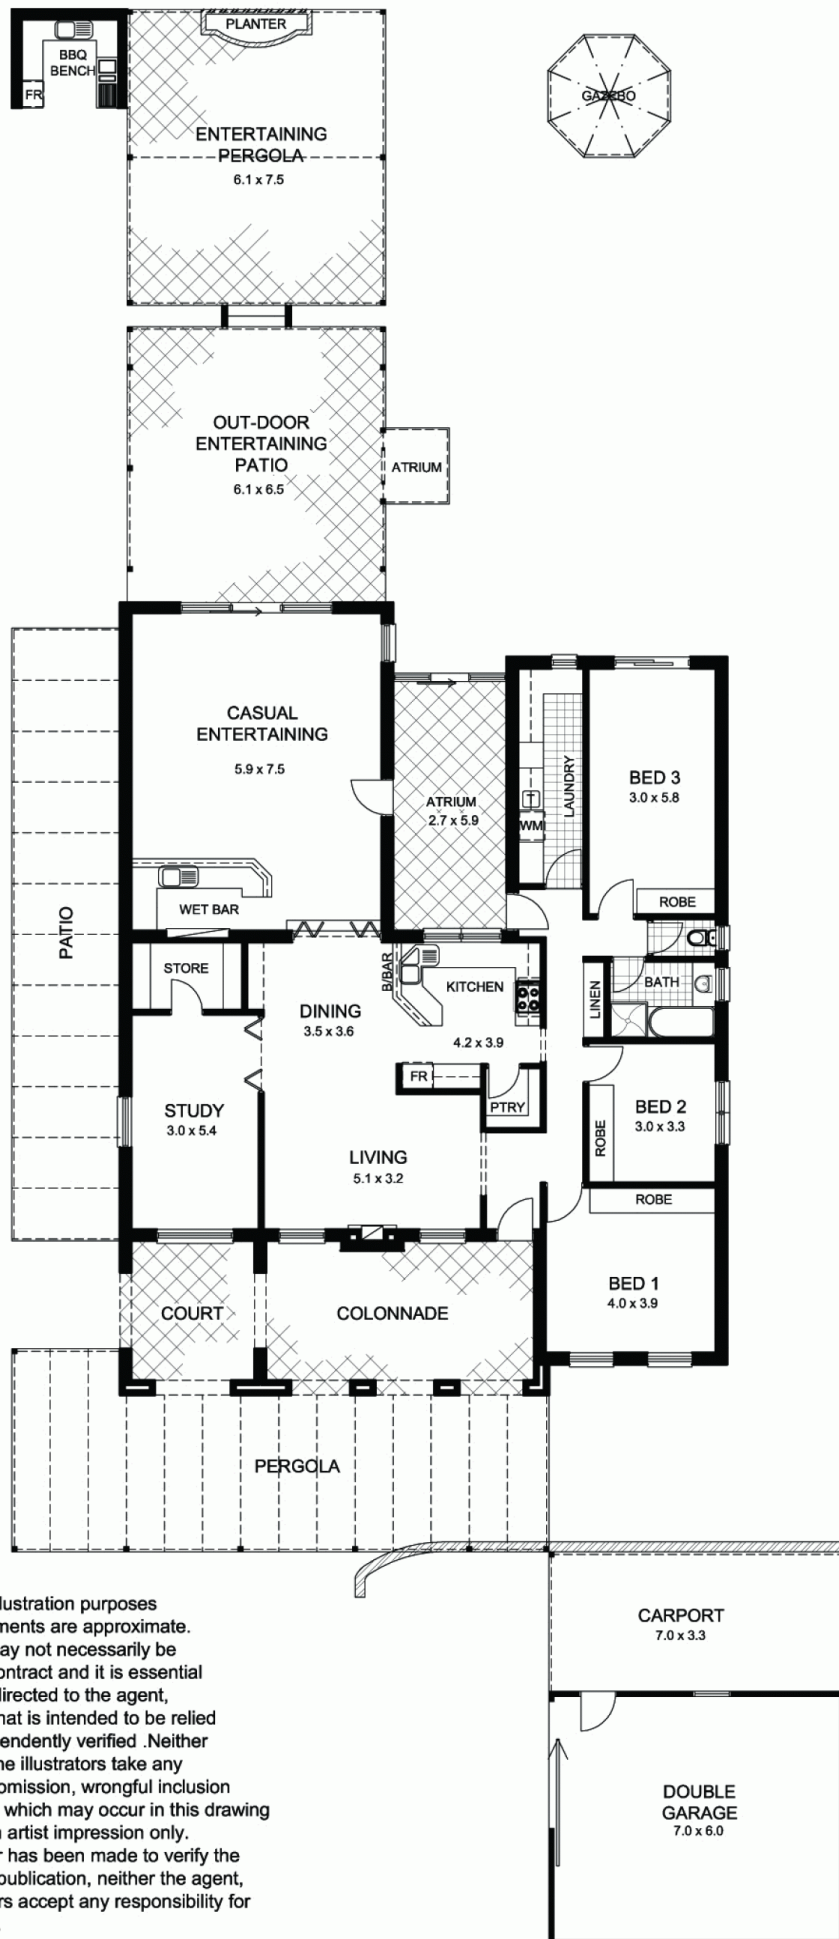 PLANTER
BBQ
BENCH
FR
GAZEBO
ENTERTAINING
PERGOLA
6.1 x 7.5
OUT-DOOR
ENTERTAINING
PATIO
6.1 x 6.5
ATRIUM
CASUAL
ENTERTAINING
5.9 x 7.5
ATRIUM
2.7 x 5.9
LAUNDRY
T
WM
BED 3
3.0 x 5.8
ROBE
WET BAR
PATIO
STORE
B/BAR
KITCHEN
4.2 x 3.9
DINING
3.5 x 3.6
LINEN
BATH
FR
PTRY
STUDY
3.0 x 5.4
BED 2
3.0 x 3.3
ROBE
LIVING
5.1 x 3.2
ROBE
BED 1
4.0 x 3.9
COURT
COLONNADE
PERGOLA
CARPORT
7.0 x 3.3
DOUBLE
GARAGE
7.0 x 6.0
lustration purposes
ments are approximate.
ay not necessarily be
ontract and it is essential
directed to the agent,
hat is intended to be relied
endently verified .Neither
ne illustrators take any
omission, wrongful inclusion
which may occur in this drawing
artist impression only.
r has been made to verify the
publication, neither the agent,
rs accept any responsibility for